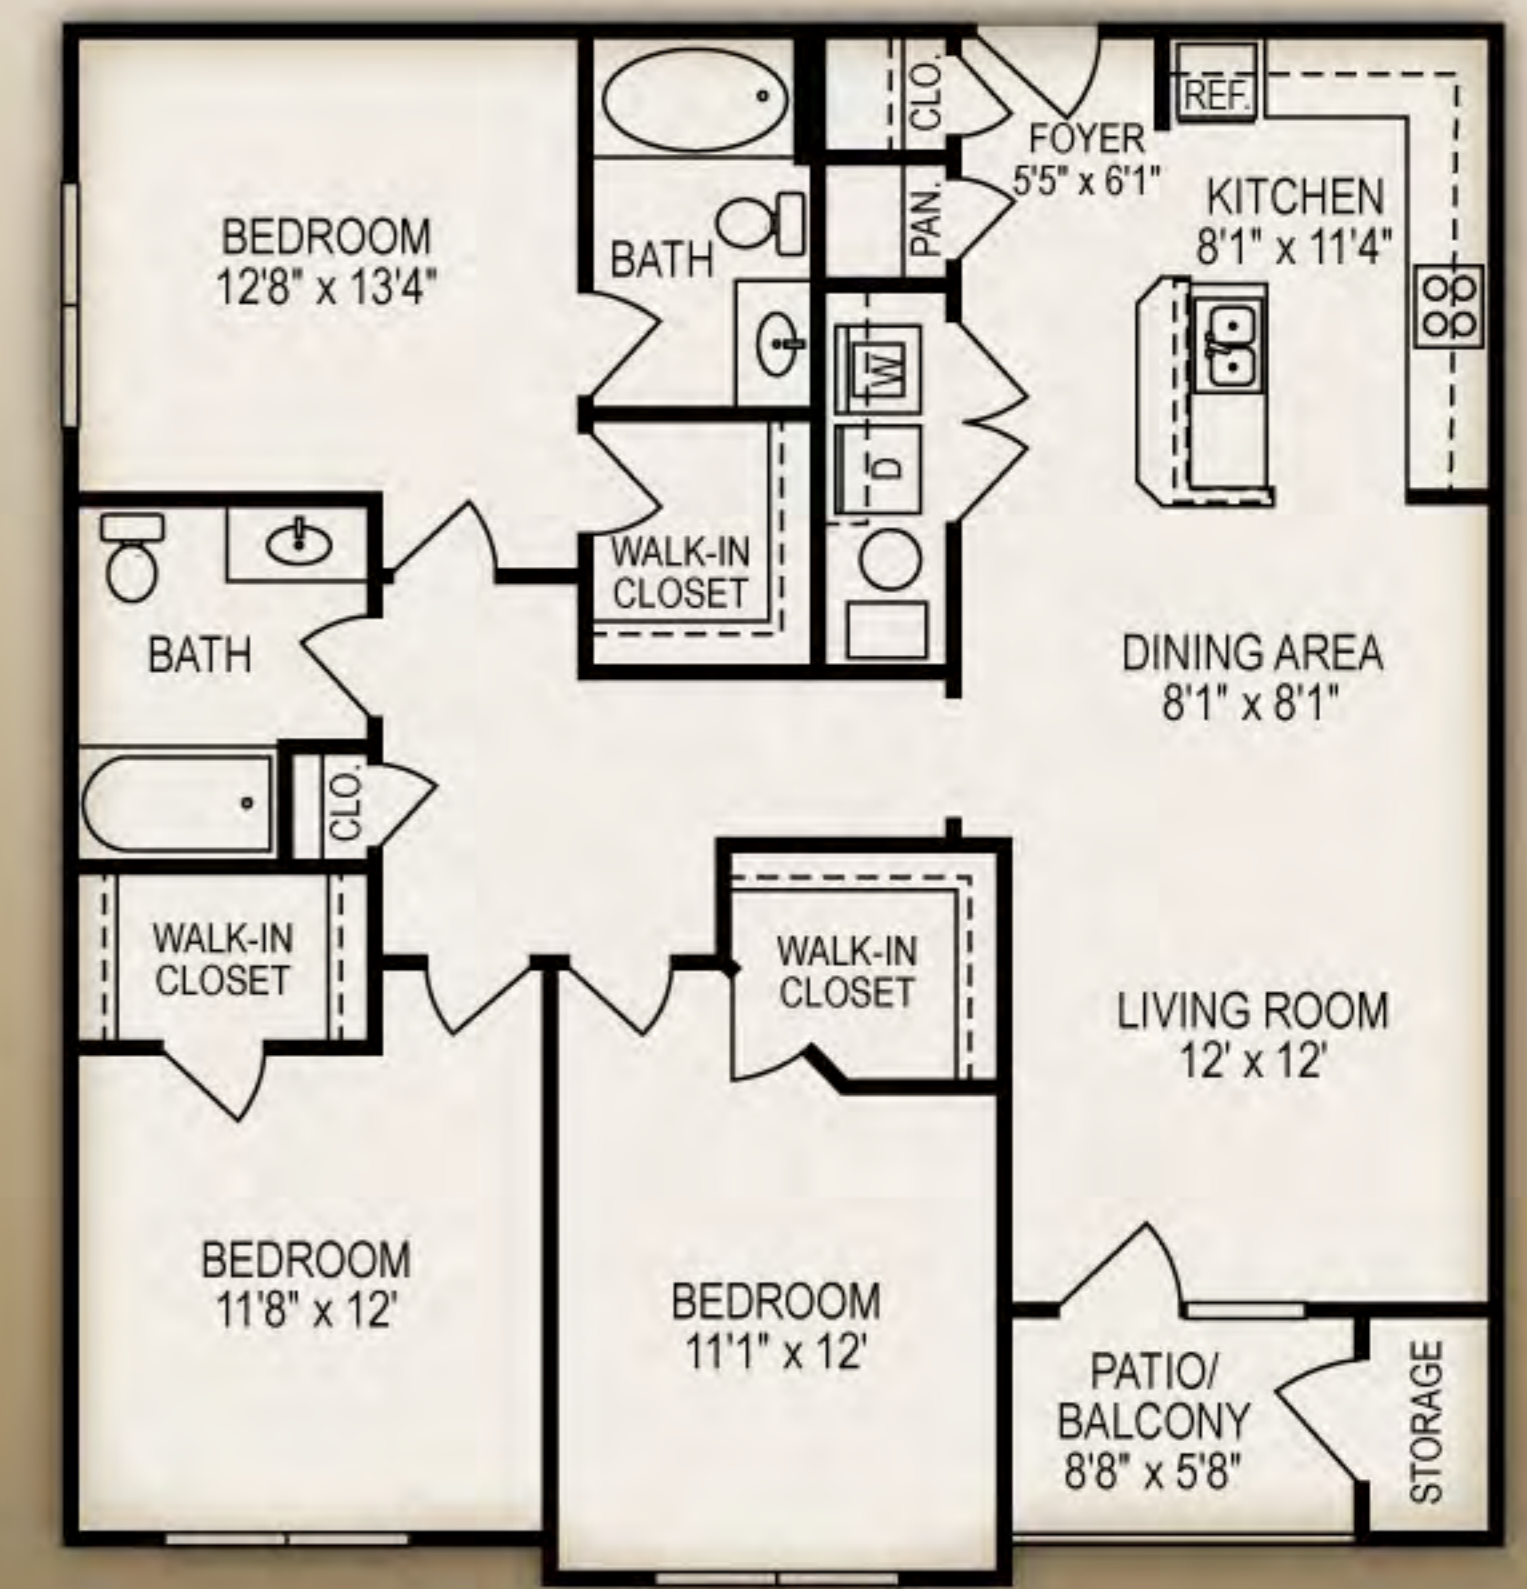 CLO.
REF.
FOYER
5'5" x 6'1"
PAN.
KITCHEN
8'1" x 11'4"
BEDROOM
12'8" x 13'4"
BATH
W
D
WALK-IN
CLOSET
BATH
DINING AREA
8'1" x 8'1"
CLO.
WALK-IN
CLOSET
WALK-IN
CLOSET
LIVING ROOM
12' x 12'
BEDROOM
11'8" x 12'
BEDROOM
11'1" x 12'
PATIO/
BALCONY
8'8" x 5'8"
STORAGE